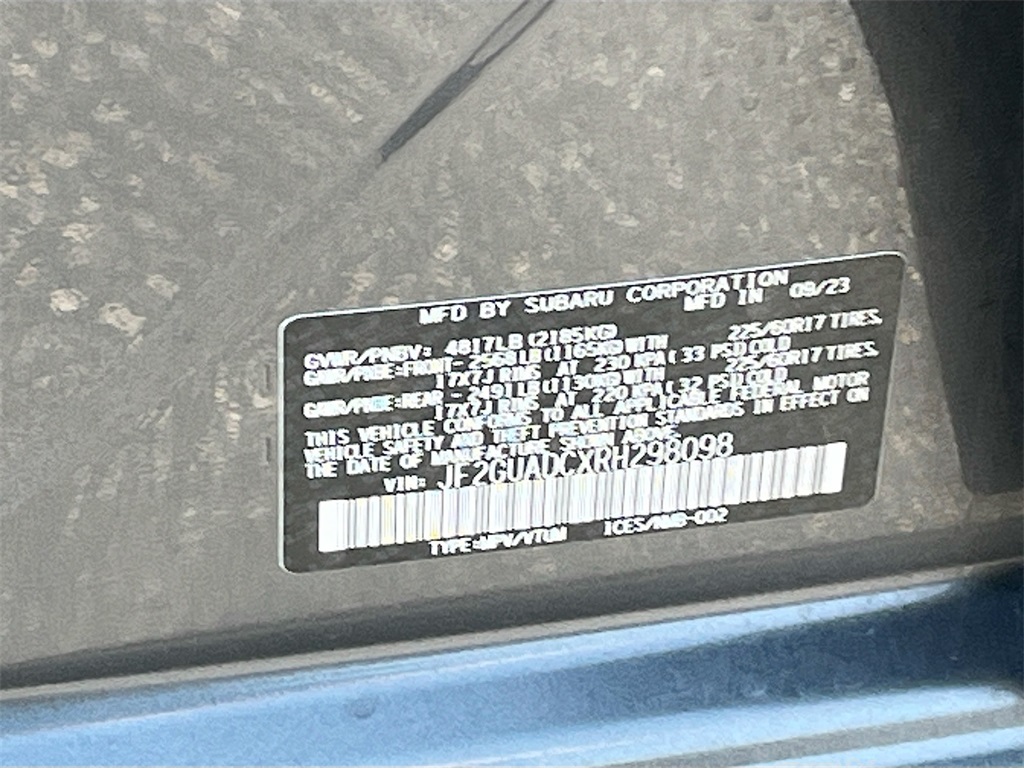 MFD BY SUBARU CORPORATION
MFD IN 09/23
GVWR/PNBV: 4817LB (2185KG)
GAWR/PNBE:FRONT- 2568LB(1165KG)WITH 225/60R17 TIRES,
17X7J RIMS AT 230 KPA( 33 PSI)COLD
GAWR/PNBE:REAR - 2491LB(1130KG)WITH 225/60R17 TIRES,
17X7J RIMS AT 220 KPA( 32 PSI)COLD
THIS VEHICLE CONFORMS TO ALL APPLICABLE FEDERAL MOTOR
VEHICLE SAFETY AND THEFT PREVENTION STANDARDS IN EFFECT ON
THE DATE OF MANUFACTURE SHOWN ABOVE.
VIN: JF2GUADCXRH298098
TYPE:MPV/VTUM ICES/NMB-002